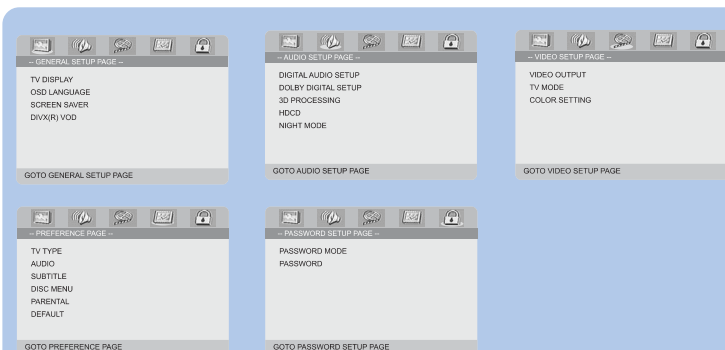 -- GENERAL SETUP PAGE --
TV DISPLAY
OSD LANGUAGE
SCREEN SAVER
DIVX(R) VOD
GOTO GENERAL SETUP PAGE
-- AUDIO SETUP PAGE --
DIGITAL AUDIO SETUP
DOLBY DIGITAL SETUP
3D PROCESSING
HDCD
NIGHT MODE
GOTO AUDIO SETUP PAGE
-- VIDEO SETUP PAGE --
VIDEO OUTPUT
TV MODE
COLOR SETTING
GOTO VIDEO SETUP PAGE
-- PREFERENCE PAGE --
TV TYPE
AUDIO
SUBTITLE
DISC MENU
PARENTAL
DEFAULT
GOTO PREFERENCE PAGE
-- PASSWORD SETUP PAGE --
PASSWORD MODE
PASSWORD
GOTO PASSWORD SETUP PAGE